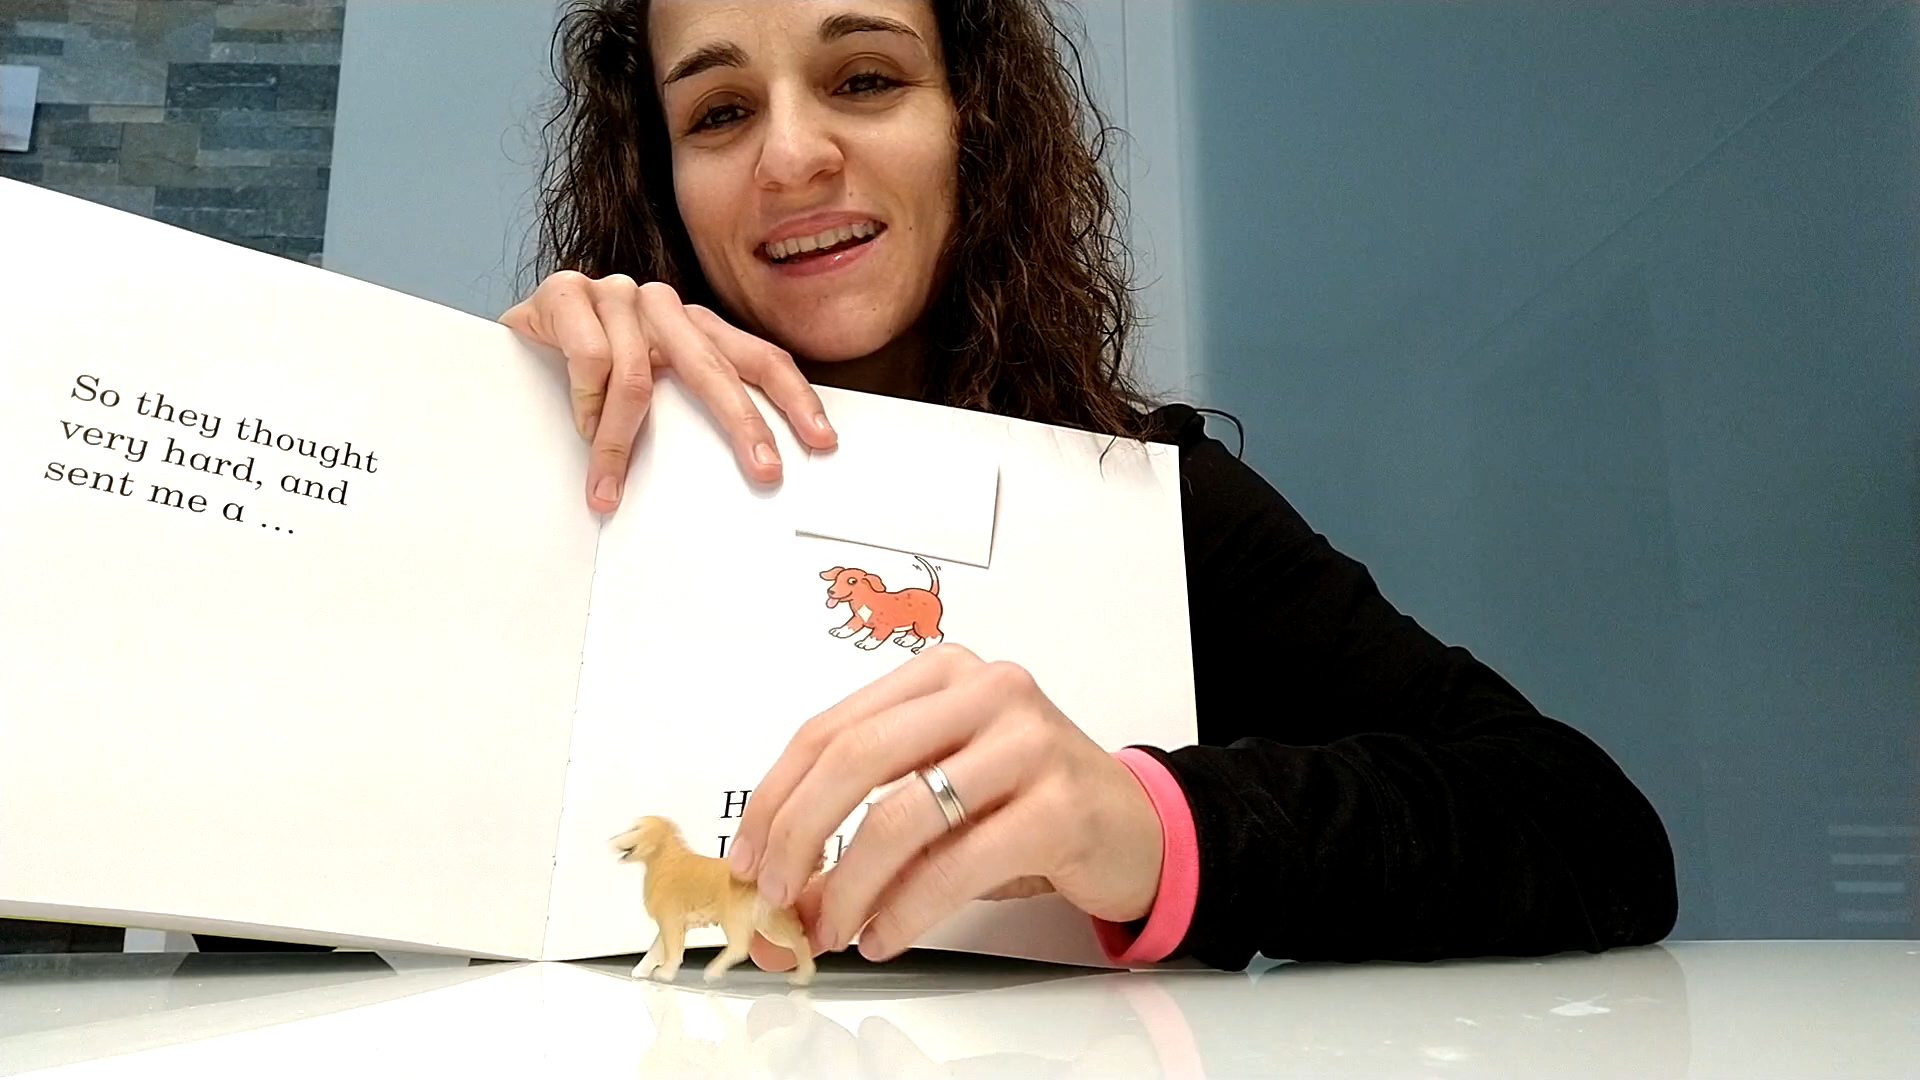 So they thought
very hard, and
sent me a ...